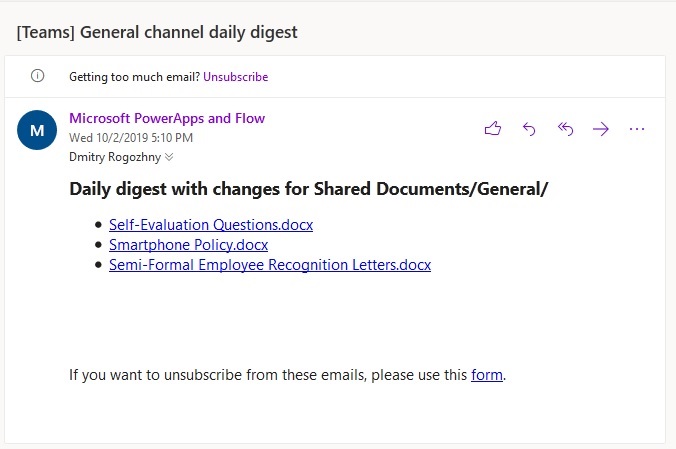 [Teams] General channel daily digest
Getting too much email? Unsubscribe
M
Microsoft PowerApps and Flow
Wed 10/2/2019 5:10 PM
Dmitry Rogozhny
Daily digest with changes for Shared Documents/General/
• Self-Evaluation Questions.docx
• Smartphone Policy.docx
• Semi-Formal Employee Recognition Letters.docx
If you want to unsubscribe from these emails, please use this form.